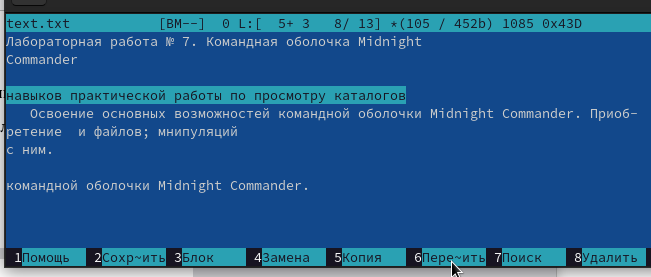 text.txt [BM--] 0 L:[ 5+ 3 8/ 13] *(105 / 452b) 1085 0x43D
Лабораторная работа № 7. Командная оболочка Midnight
Commander
навыков практической работы по просмотру каталогов
Освоение основных возможностей командной оболочки Midnight Commander. Приоб-
ретение и файлов; мнипуляций
с ним.
командной оболочки Midnight Commander.
1Помощь 2Сохр~ить 3Блок 4Замена 5Копия 6Пере~ить 7Поиск 8Удалить